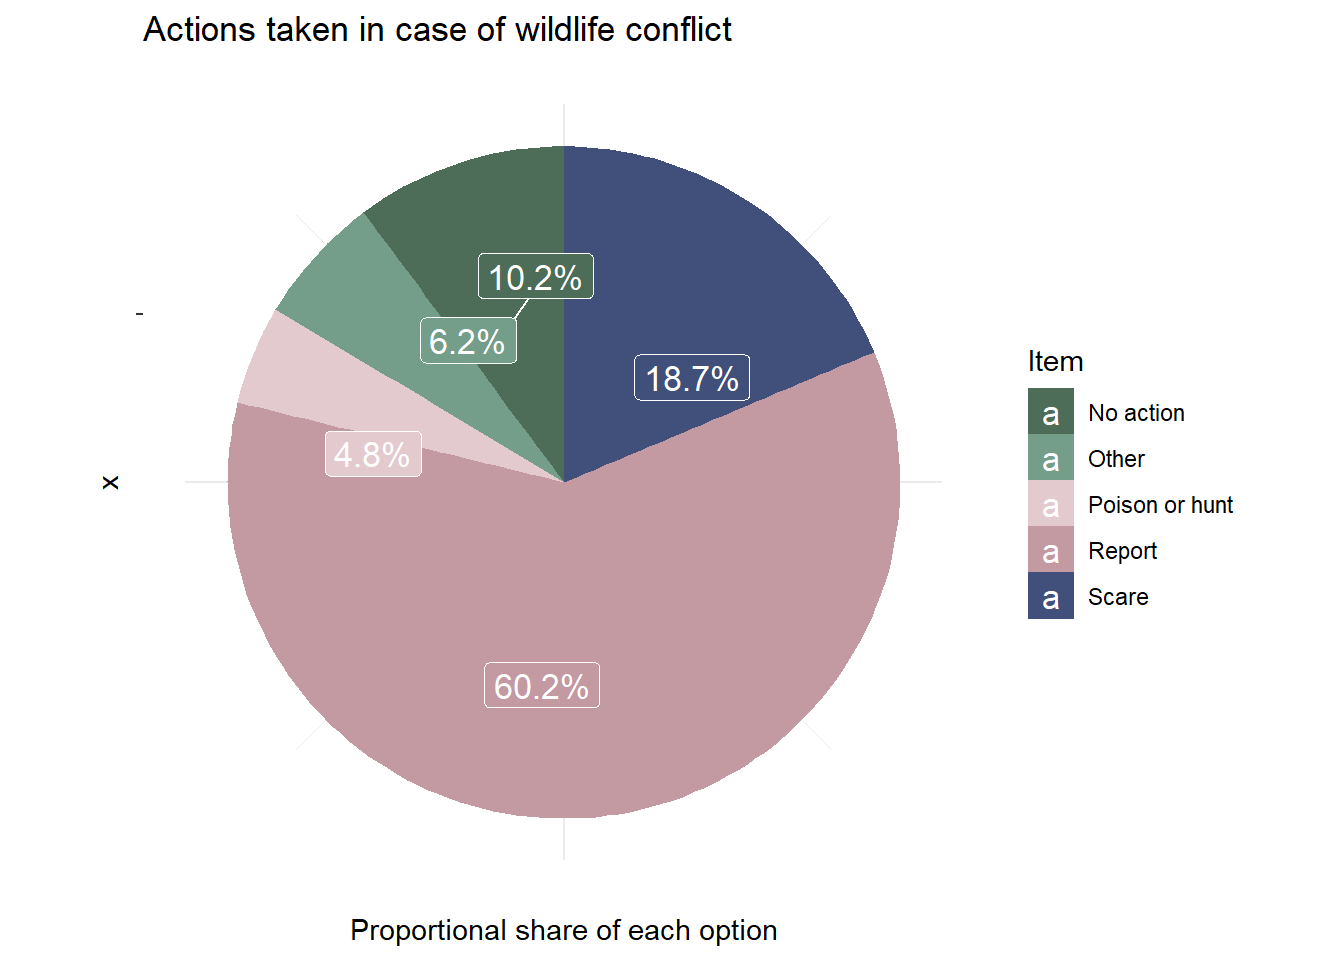 Actions taken in case of wildlife conflict
10.2%
6.2%
18.7%
4.8%
60.2%
x
Proportional share of each option
Item
a No action
a Other
a Poison or hunt
a Report
a Scare